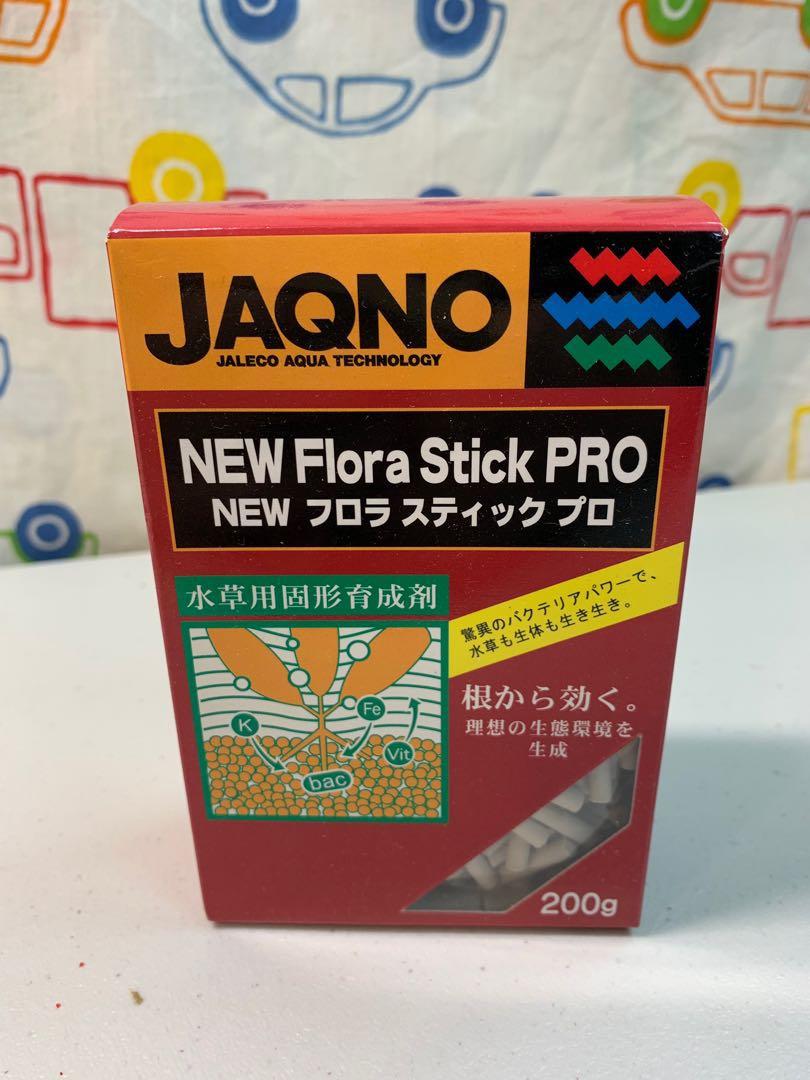 JAQNO
JALECO AQUA TECHNOLOGY
NEW Flora Stick PRO
NEW フロラ スティック プロ
水草用固形育成剤
驚異のバクテリアパワーで、
水草も生体も生き生き。
K
Fe
Vit
bac
根から効く。
理想の生態環境を
生成
200g